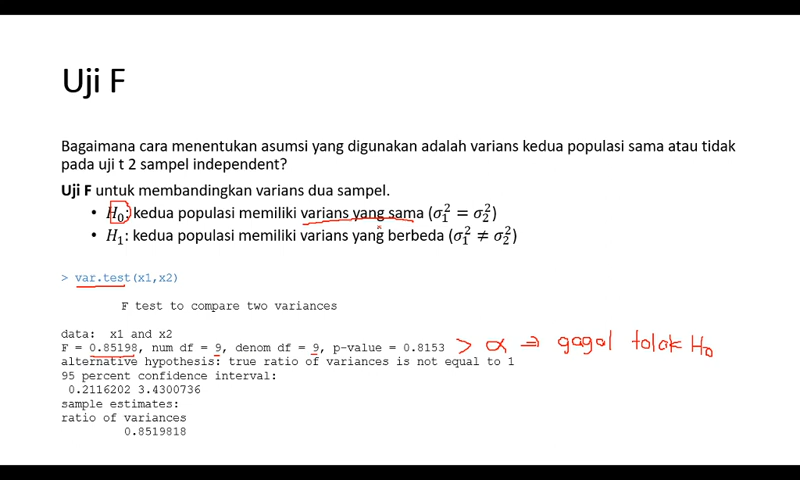 Uji F
Bagaimana cara menentukan asumsi yang digunakan adalah varians kedua populasi sama atau tidak
pada uji t 2 sampel independent?
Uji F untuk membandingkan varians dua sampel.
• H₀: kedua populasi memiliki varians yang sama (σ₁² = σ₂²)
• H₁: kedua populasi memiliki varians yang berbeda (σ₁² ≠ σ₂²)
> var.test(x1,x2)
F test to compare two variances
data: x1 and x2
F = 0.85198, num df = 9, denom df = 9, p-value = 0.8153 > α ⇒ gagal tolak H₀
alternative hypothesis: true ratio of variances is not equal to 1
95 percent confidence interval:
0.2116202 3.4300736
sample estimates:
ratio of variances
0.8519818